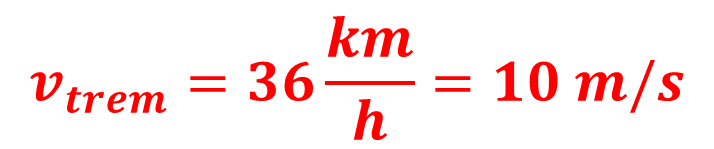 v_trem = 36 km/h = 10 m/s